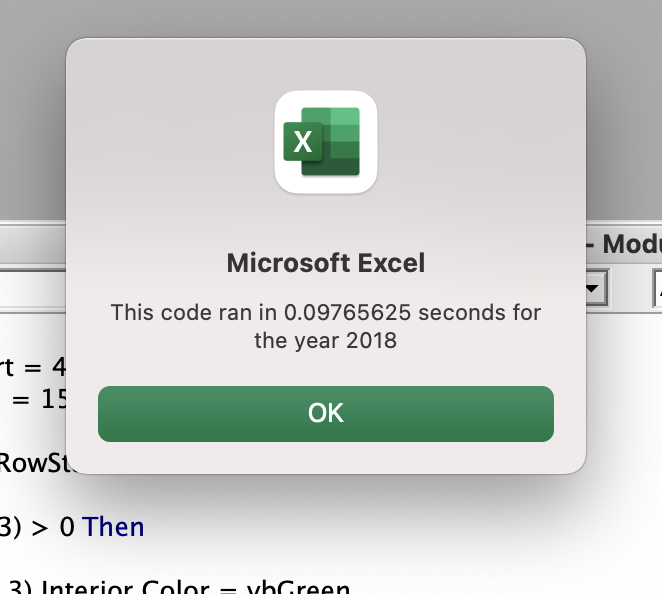 X
- Modu
Microsoft Excel
This code ran in 0.09765625 seconds for
the year 2018
rt = 4
= 15
OK
RowSt
3) > 0 Then
3).Interior.Color = vbGreen